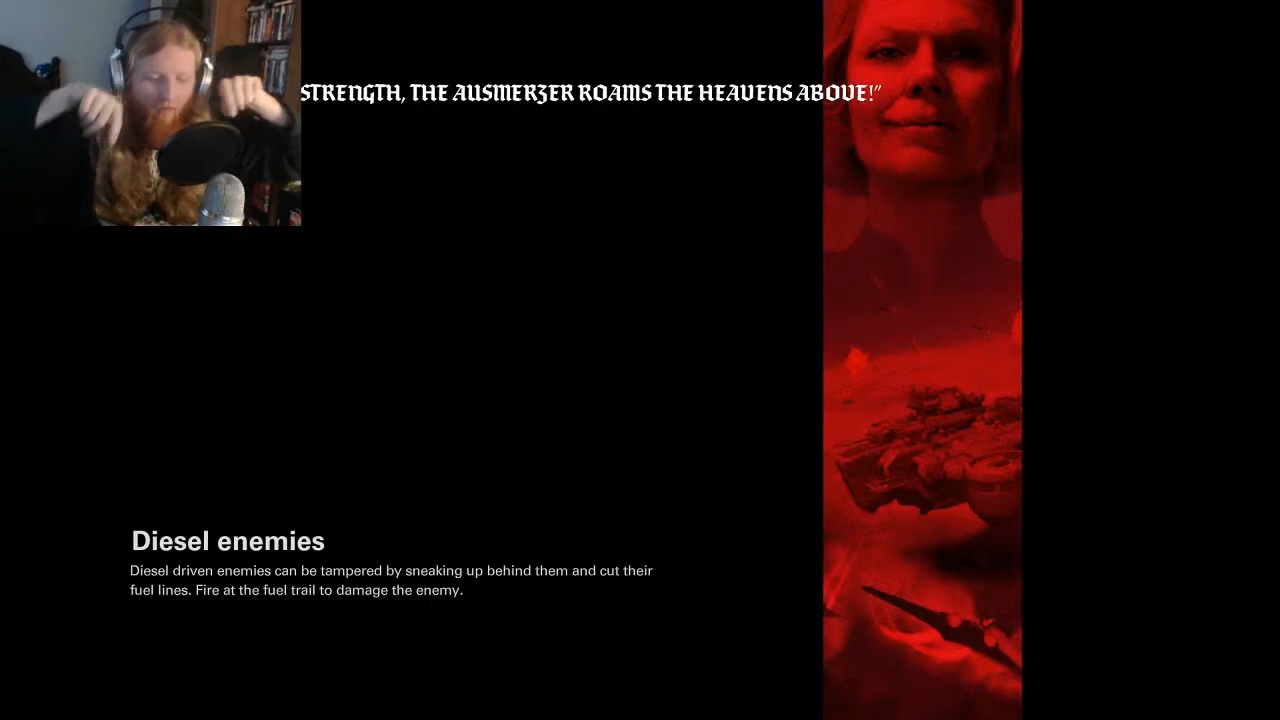 STRENGTH, THE AUSMERZER ROAMS THE HEAVENS ABOVE!”
Diesel enemies
Diesel driven enemies can be tampered by sneaking up behind them and cut their
fuel lines. Fire at the fuel trail to damage the enemy.